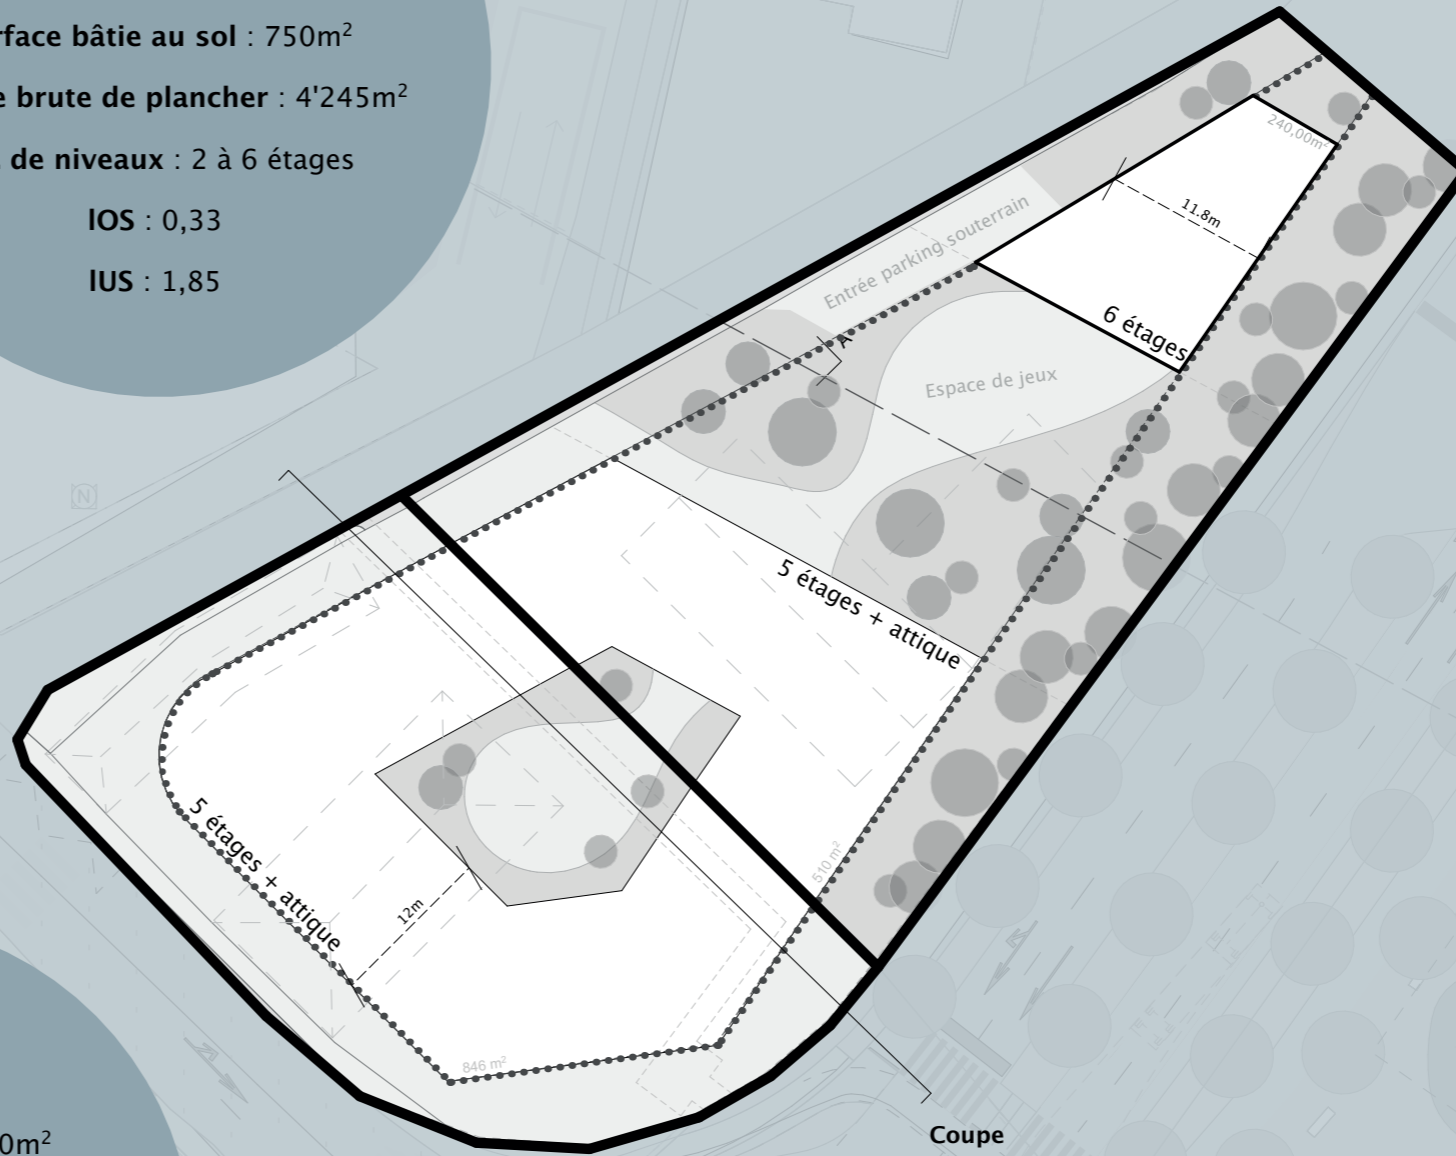 rface bâtie au sol : 750m²
e brute de plancher : 4'245m²
. de niveaux : 2 à 6 étages
IOS : 0,33
IUS : 1,85
240,00m²
11.8m
Entrée parking souterrain
6 étages
A
Espace de jeux
N
5 étages + attique
5 étages + attique
12m
510 m²
846 m²
Coupe
0m²